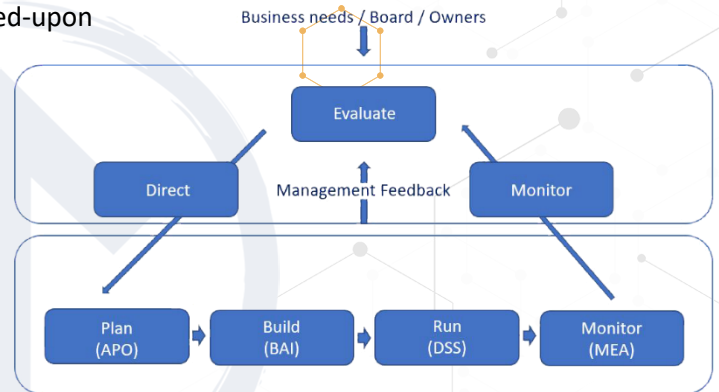 ed-upon
Business needs / Board / Owners
Evaluate
Direct
Management Feedback
Monitor
Plan
(APO)
Build
(BAI)
Run
(DSS)
Monitor
(MEA)